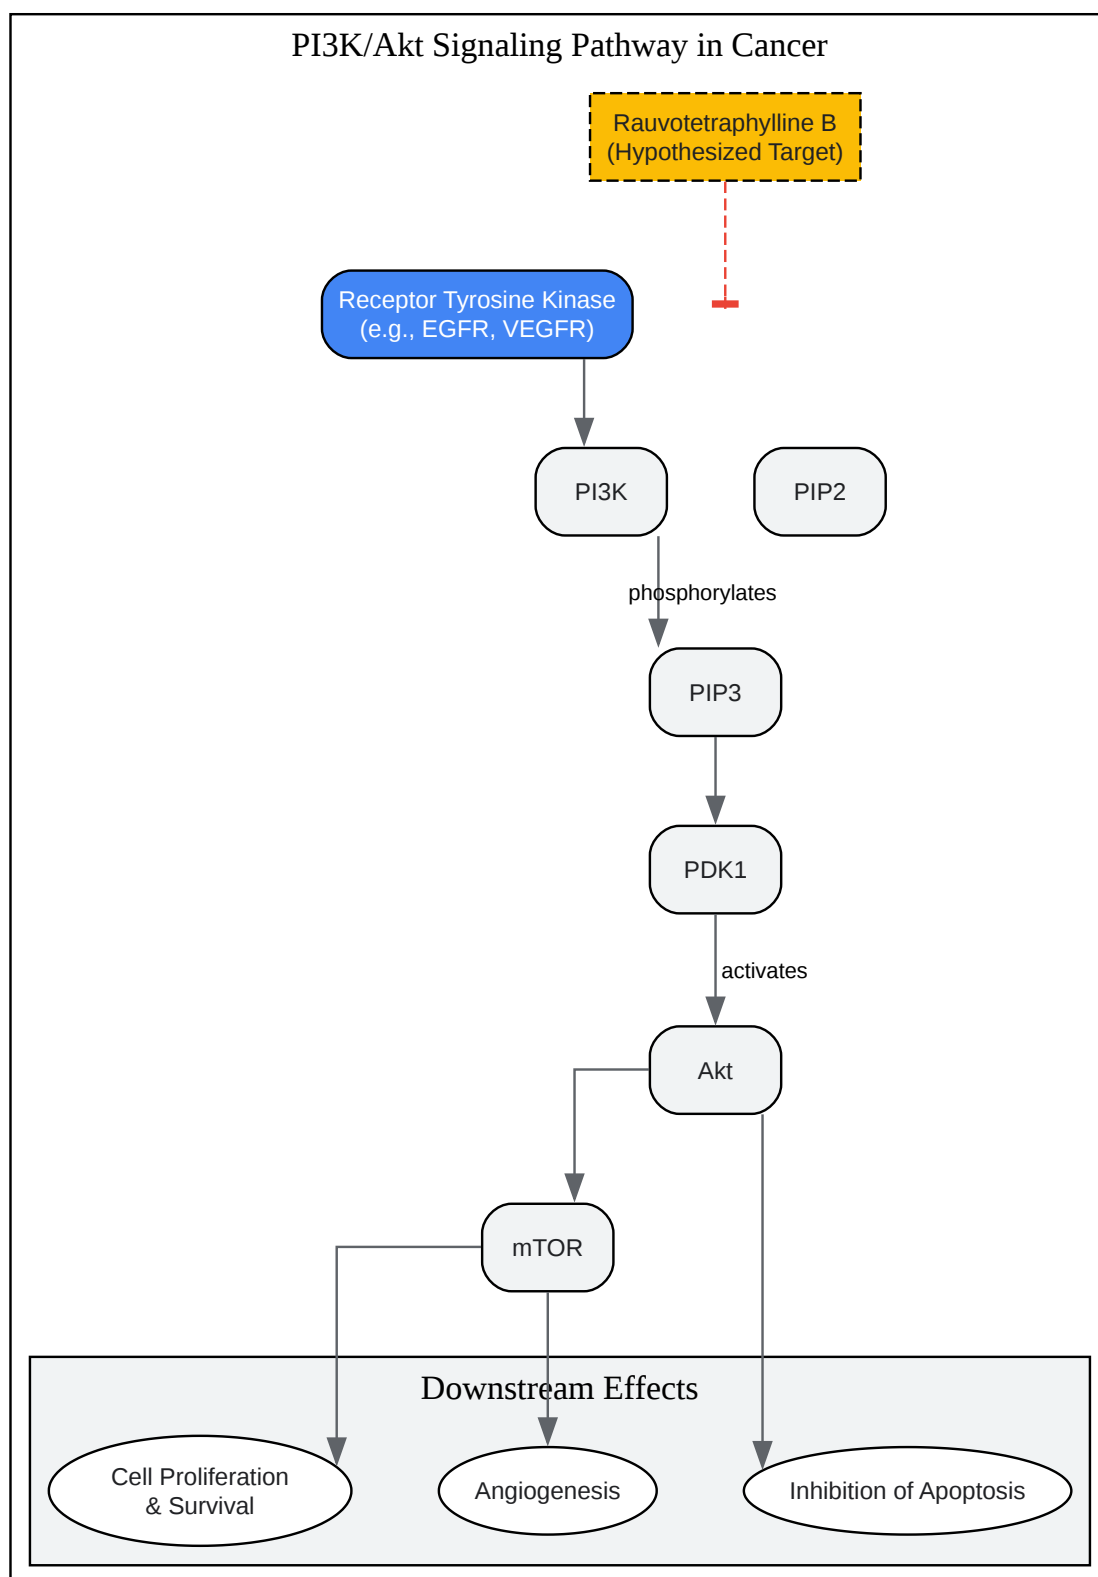 PI3K/Akt Signaling Pathway in Cancer
Rauvotetraphylline B
(Hypothesized Target)
Receptor Tyrosine Kinase
(e.g., EGFR, VEGFR)
PI3K
PIP2
phosphorylates
PIP3
PDK1
activates
Akt
mTOR
Downstream Effects
Cell Proliferation
& Survival
Angiogenesis
Inhibition of Apoptosis